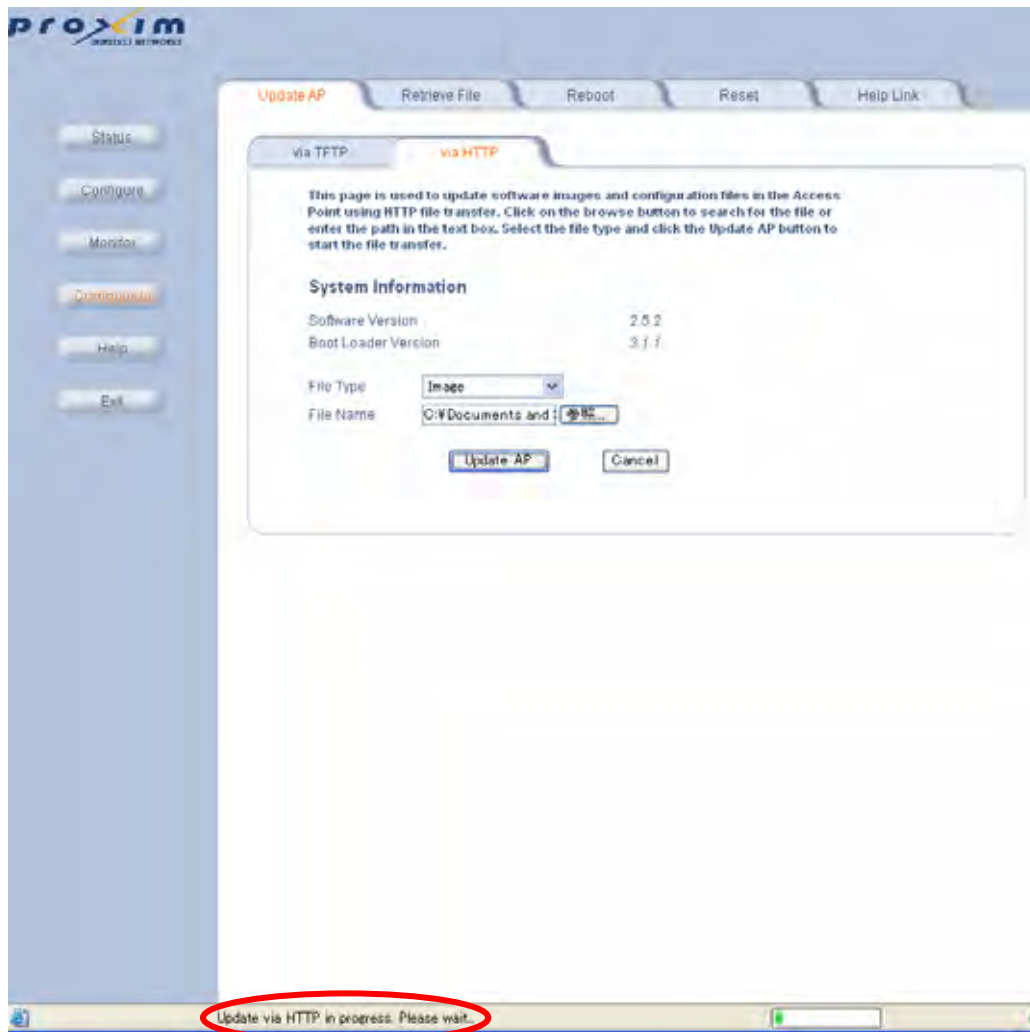 proxim
WIRELESS NETWORKS
Update AP
Retrieve File
Reboot
Reset
Help Link
Status
Configure
Monitor
Commands
Help
Exit
via TFTP
via HTTP
This page is used to update software images and configuration files in the Access
Point using HTTP file transfer. Click on the browse button to search for the file or
enter the path in the text box. Select the file type and click the Update AP button to
start the file transfer.
System Information
Software Version 2.5.2
Boot Loader Version 3.1.1
File Type Image
File Name C:¥Documents and 参照...
Update AP Cancel
Update via HTTP in progress. Please wait...